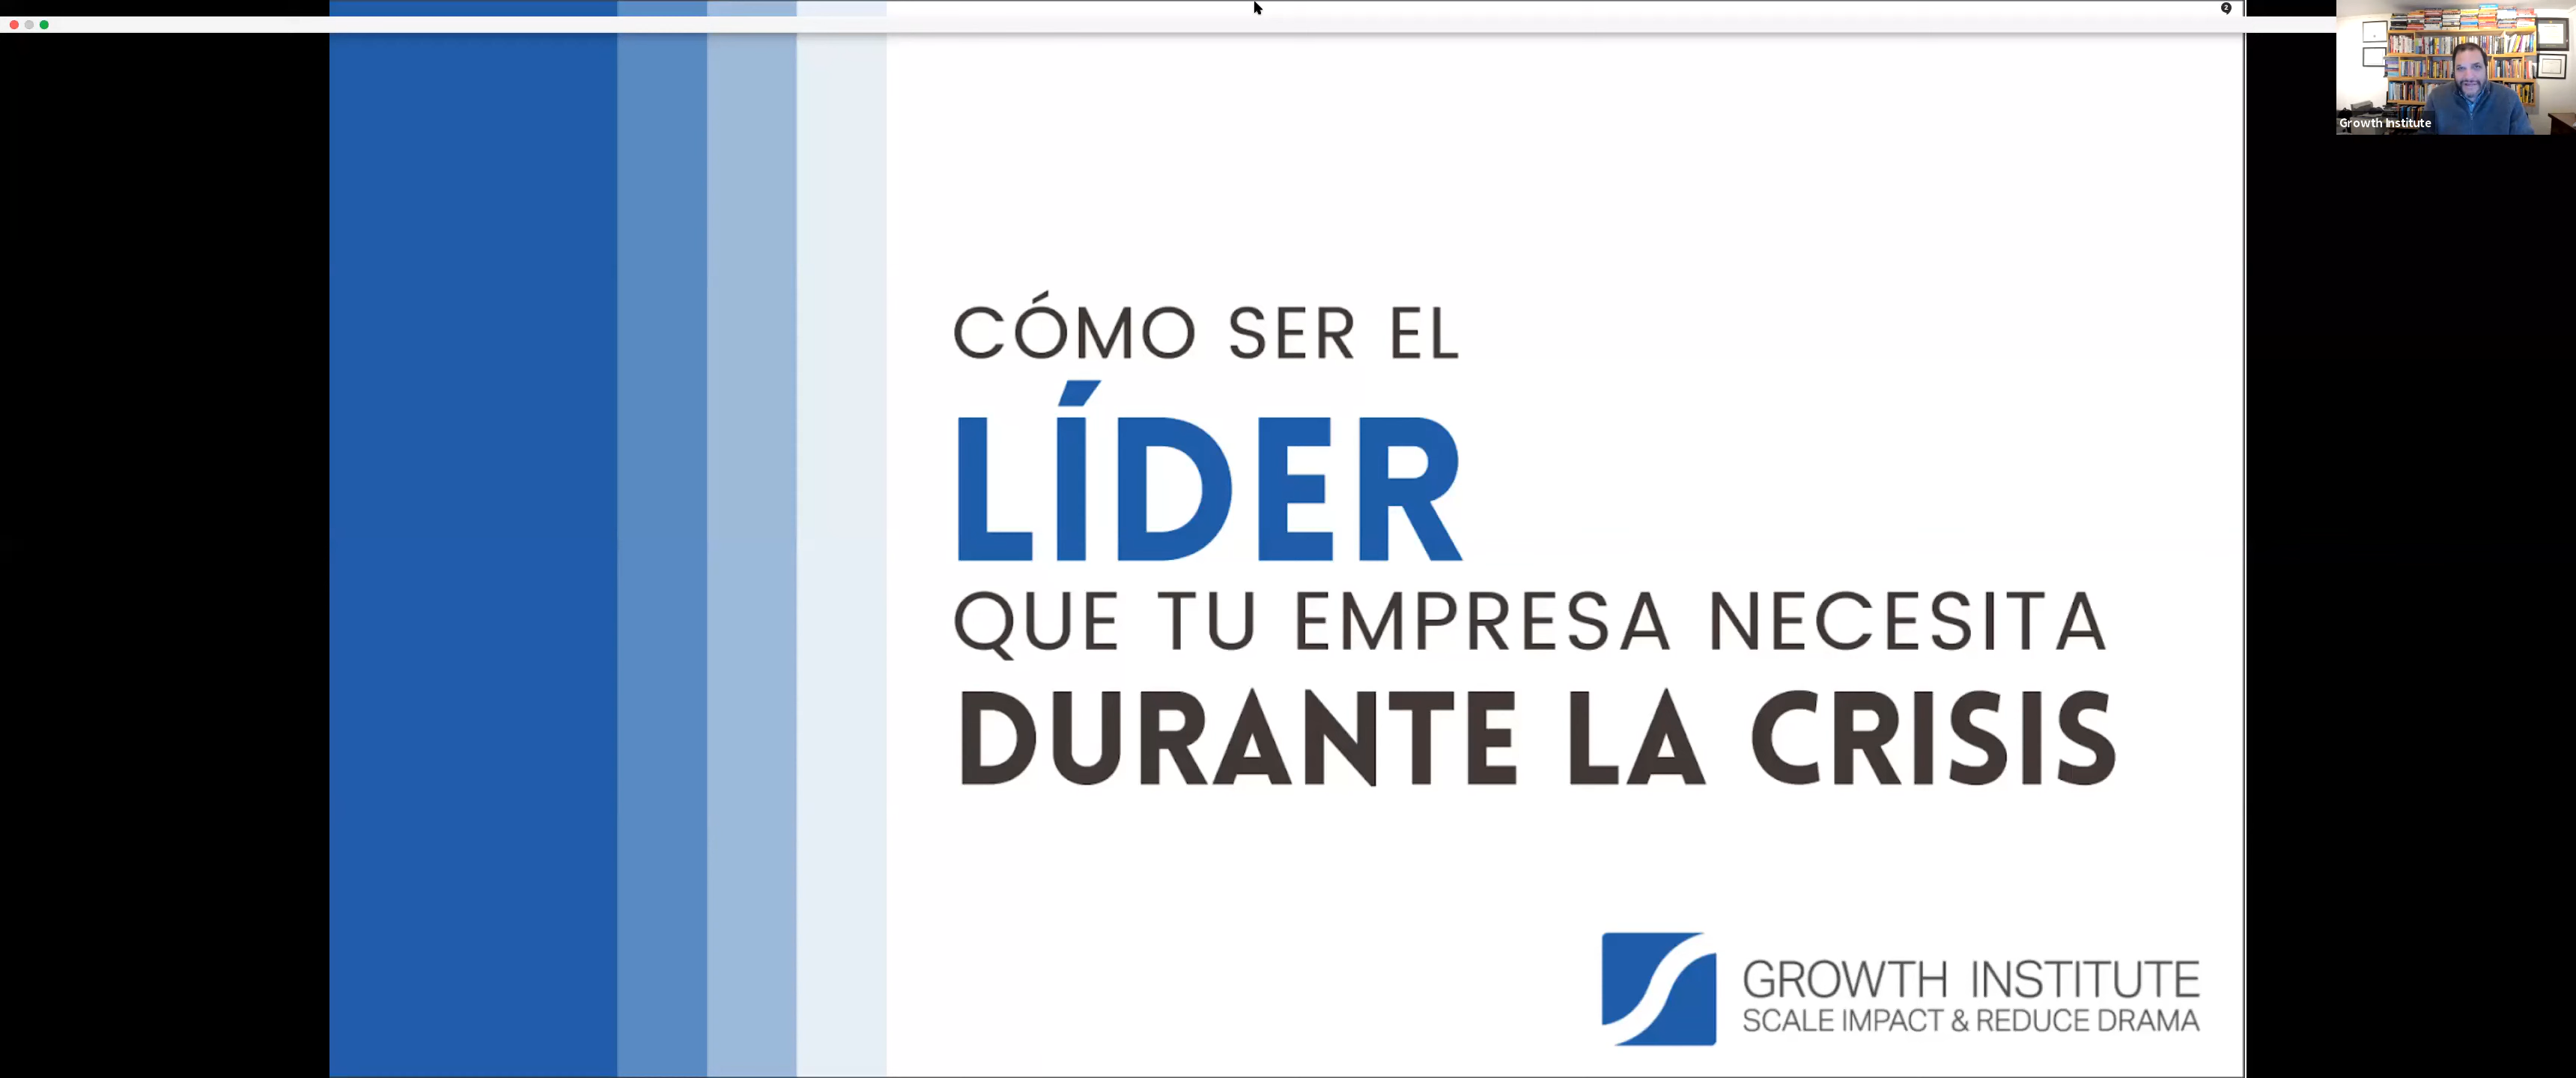 2
Growth Institute
CÓMO SER EL
LÍDER
QUE TU EMPRESA NECESITA
DURANTE LA CRISIS
GROWTH INSTITUTE
SCALE IMPACT & REDUCE DRAMA